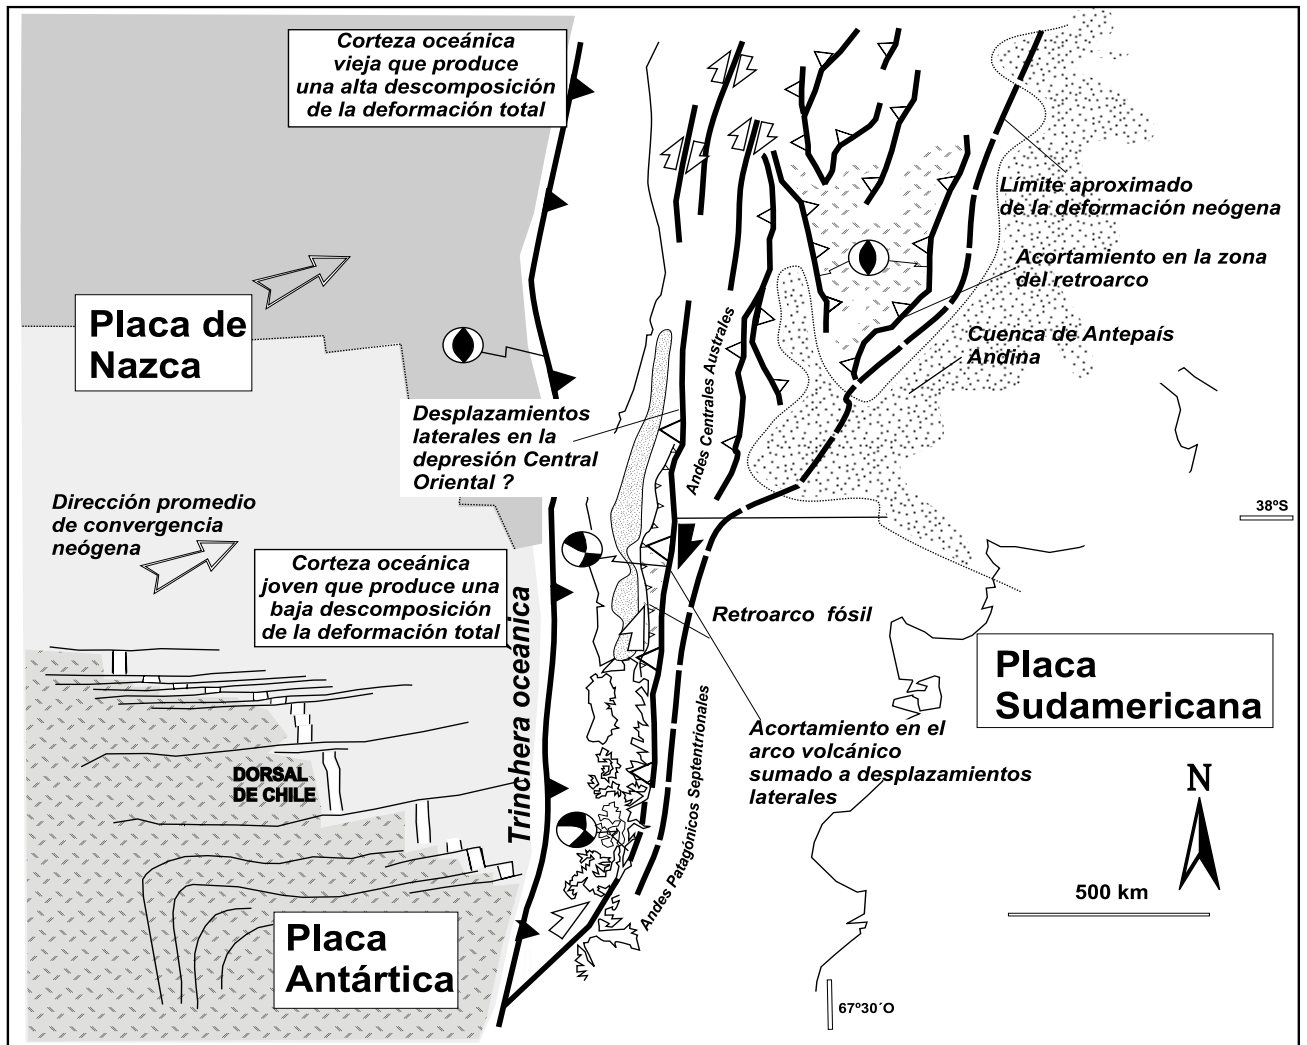 Corteza oceánica
vieja que produce
una alta descomposición
de la deformación total
Límite aproximado
de la deformación neógena
Acortamiento en la zona
del retroarco
Placa de
Nazca
Cuenca de Antepaís
Andina
Andes Centrales Australes
Desplazamientos
laterales en la
depresión Central
Oriental ?
Dirección promedio
de convergencia
neógena
38ºS
Corteza oceánica
joven que produce una
baja descomposición
de la deformación total
Trinchera oceánica
Retroarco fósil
Placa
Sudamericana
Andes Patagónicos Septentrionales
Acortamiento en el
arco volcánico
sumado a desplazamientos
laterales
DORSAL
DE CHILE
N
500 km
Placa
Antártica
67º30´O